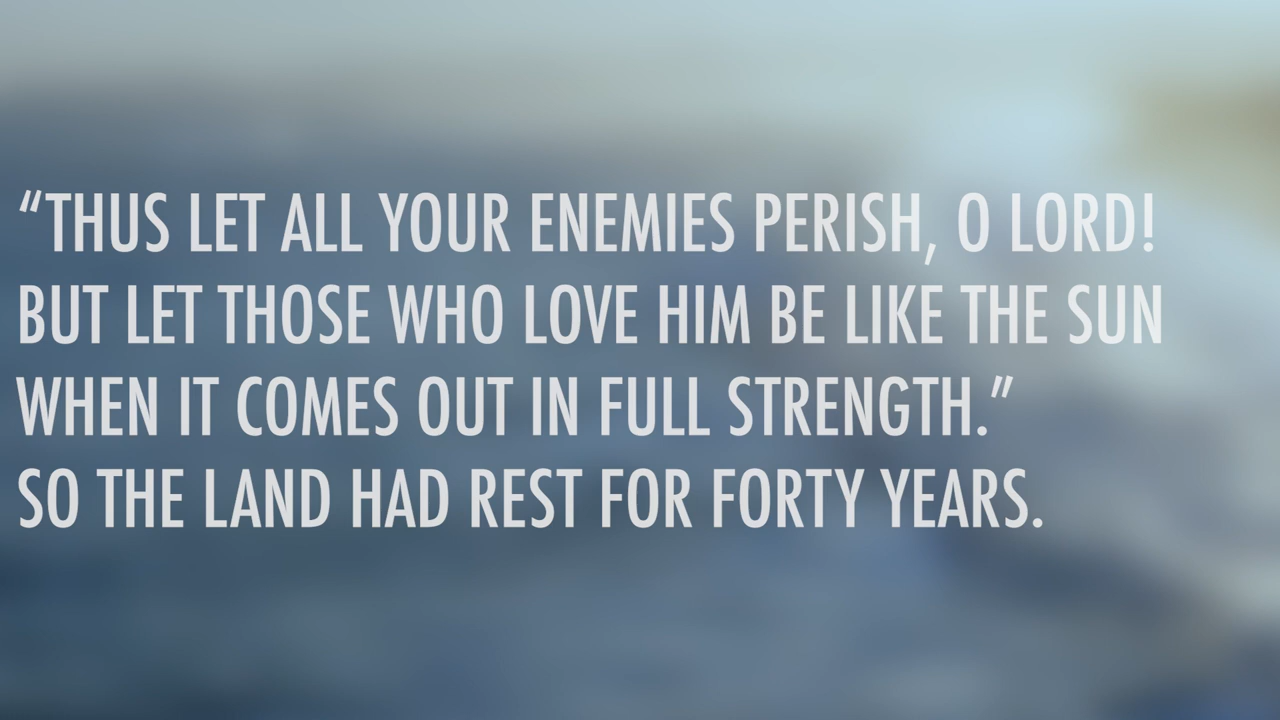 “THUS LET ALL YOUR ENEMIES PERISH, O LORD!
BUT LET THOSE WHO LOVE HIM BE LIKE THE SUN
WHEN IT COMES OUT IN FULL STRENGTH.”
SO THE LAND HAD REST FOR FORTY YEARS.